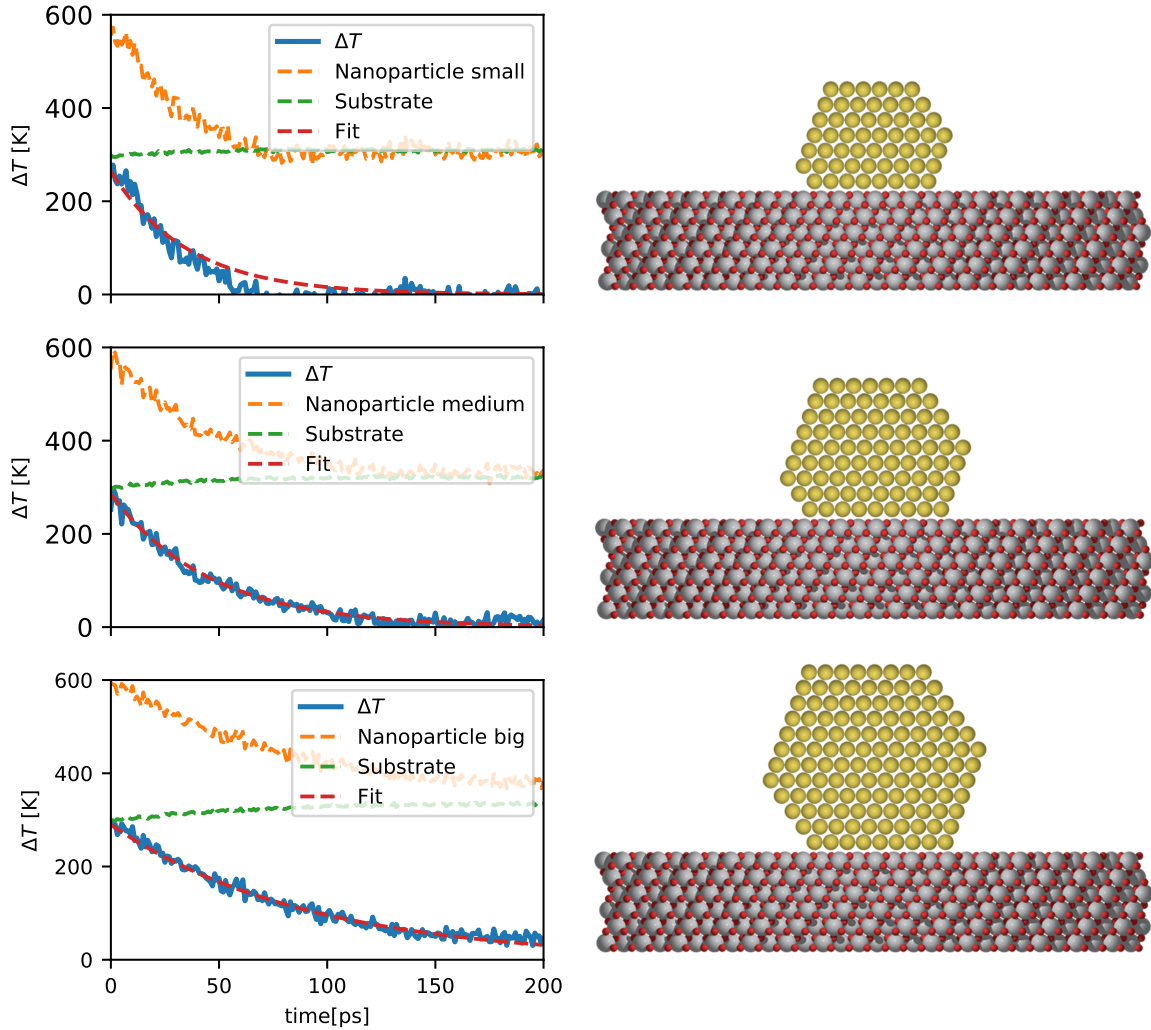 600
400
200
0
ΔT [K]
ΔT
Nanoparticle small
Substrate
Fit
600
400
200
0
ΔT [K]
ΔT
Nanoparticle medium
Substrate
Fit
600
400
200
0
ΔT [K]
ΔT
Nanoparticle big
Substrate
Fit
0 50 100 150 200
time[ps]